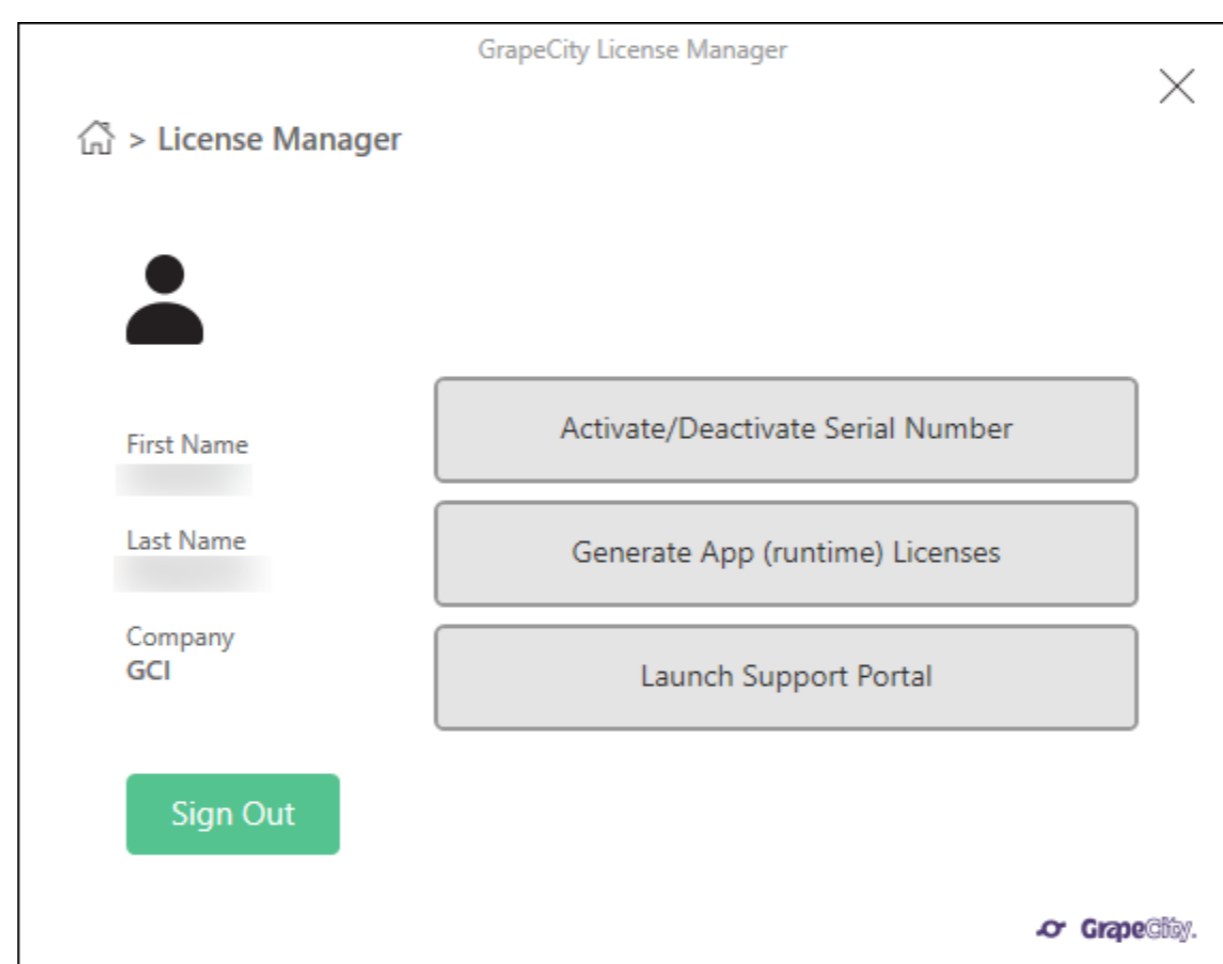 GrapeCity License Manager
> License Manager
First Name
Last Name
Company
GCI
Sign Out
Activate/Deactivate Serial Number
Generate App (runtime) Licenses
Launch Support Portal
GrapeCity.